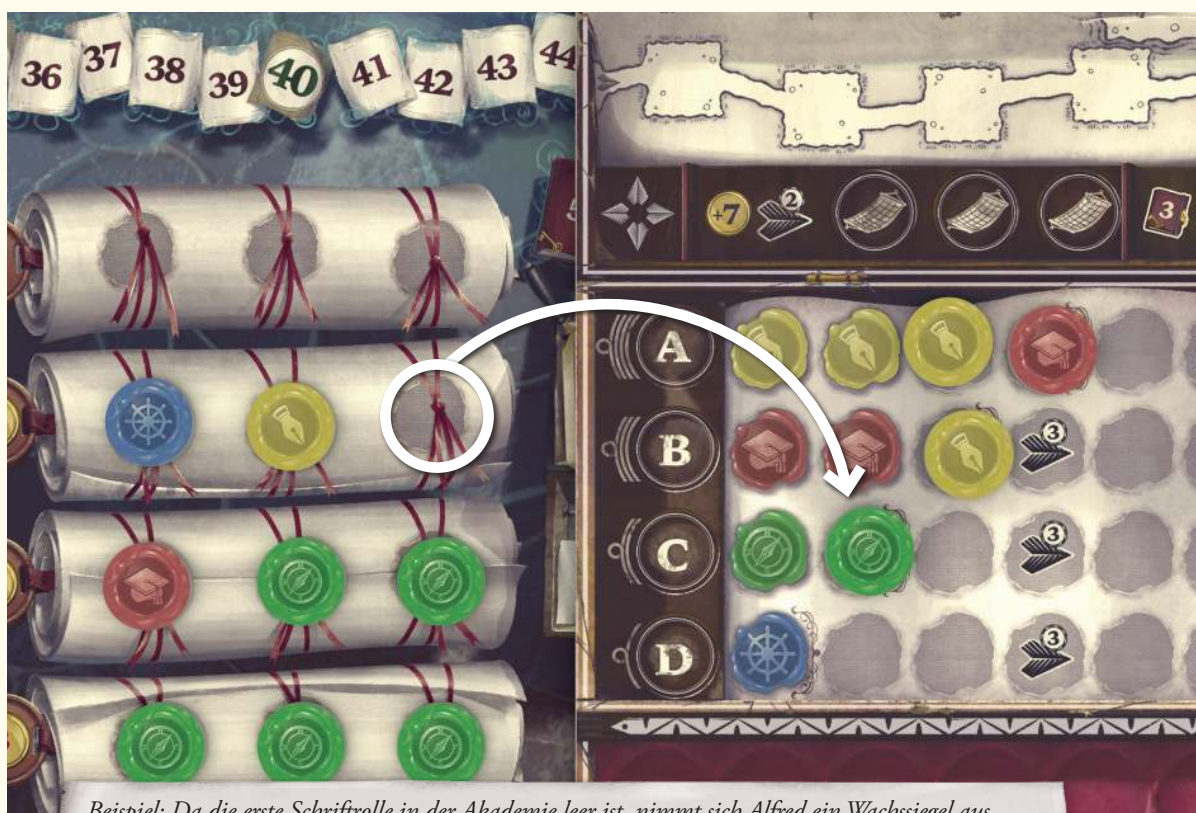 36 37 38 39 40 41 42 43 44
+7 2 3
A
B 3
C 3
D 3
Beispiel: Da die erste Schriftrolle in der Akademie leer ist, nimmt sich Alfred ein Wachssiegel aus